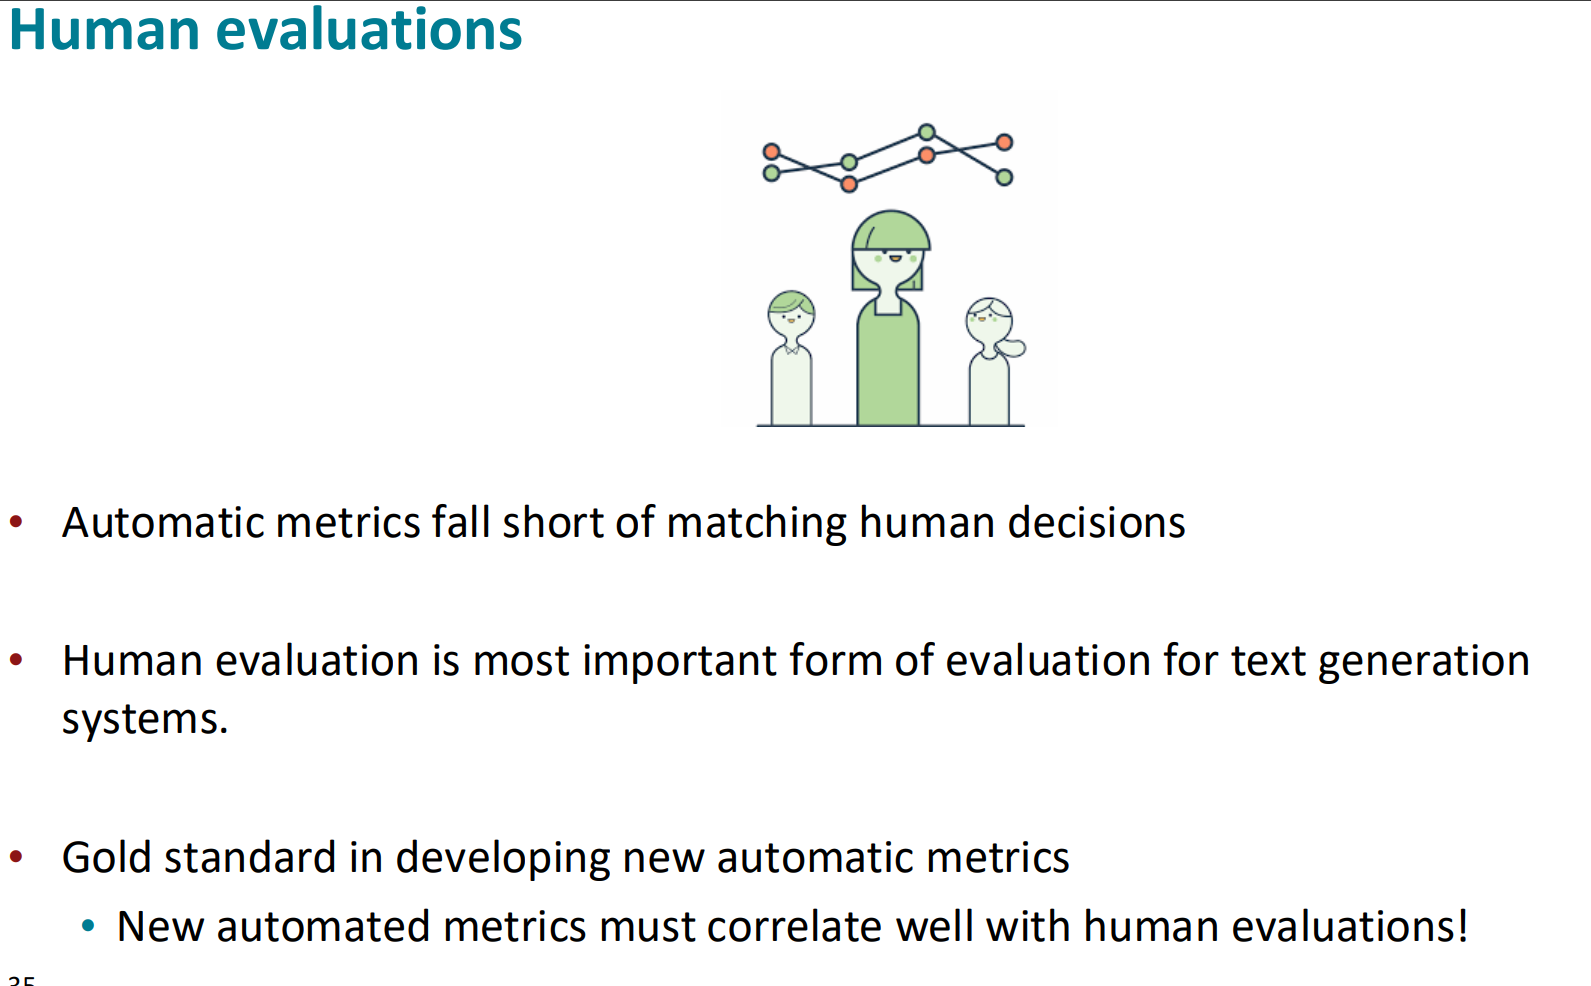 Human evaluations
• Automatic metrics fall short of matching human decisions
• Human evaluation is most important form of evaluation for text generation
systems.
• Gold standard in developing new automatic metrics
• New automated metrics must correlate well with human evaluations!
35